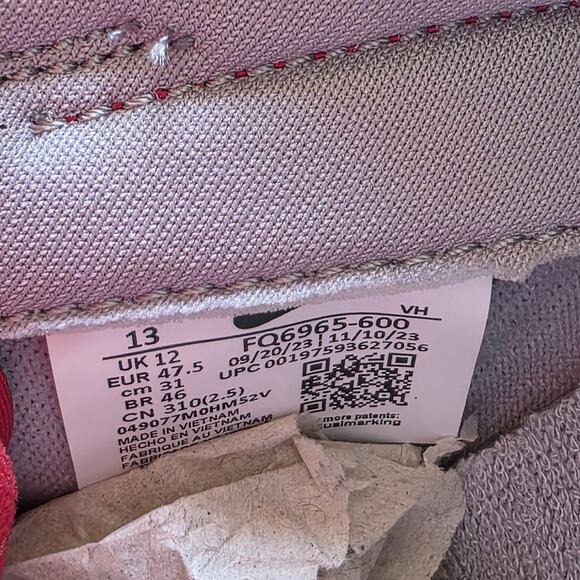 13 FQ6965-600 VH
UK 12 09/20/23 | 11/10/23
EUR 47.5 UPC 00197593627056
cm 31
BR 46
CN 310(2.5)
049077M0HM52V
MADE IN VIETNAM
HECHO EN VIETNAM
FABRIQUE AU VIETNAM
more patents: